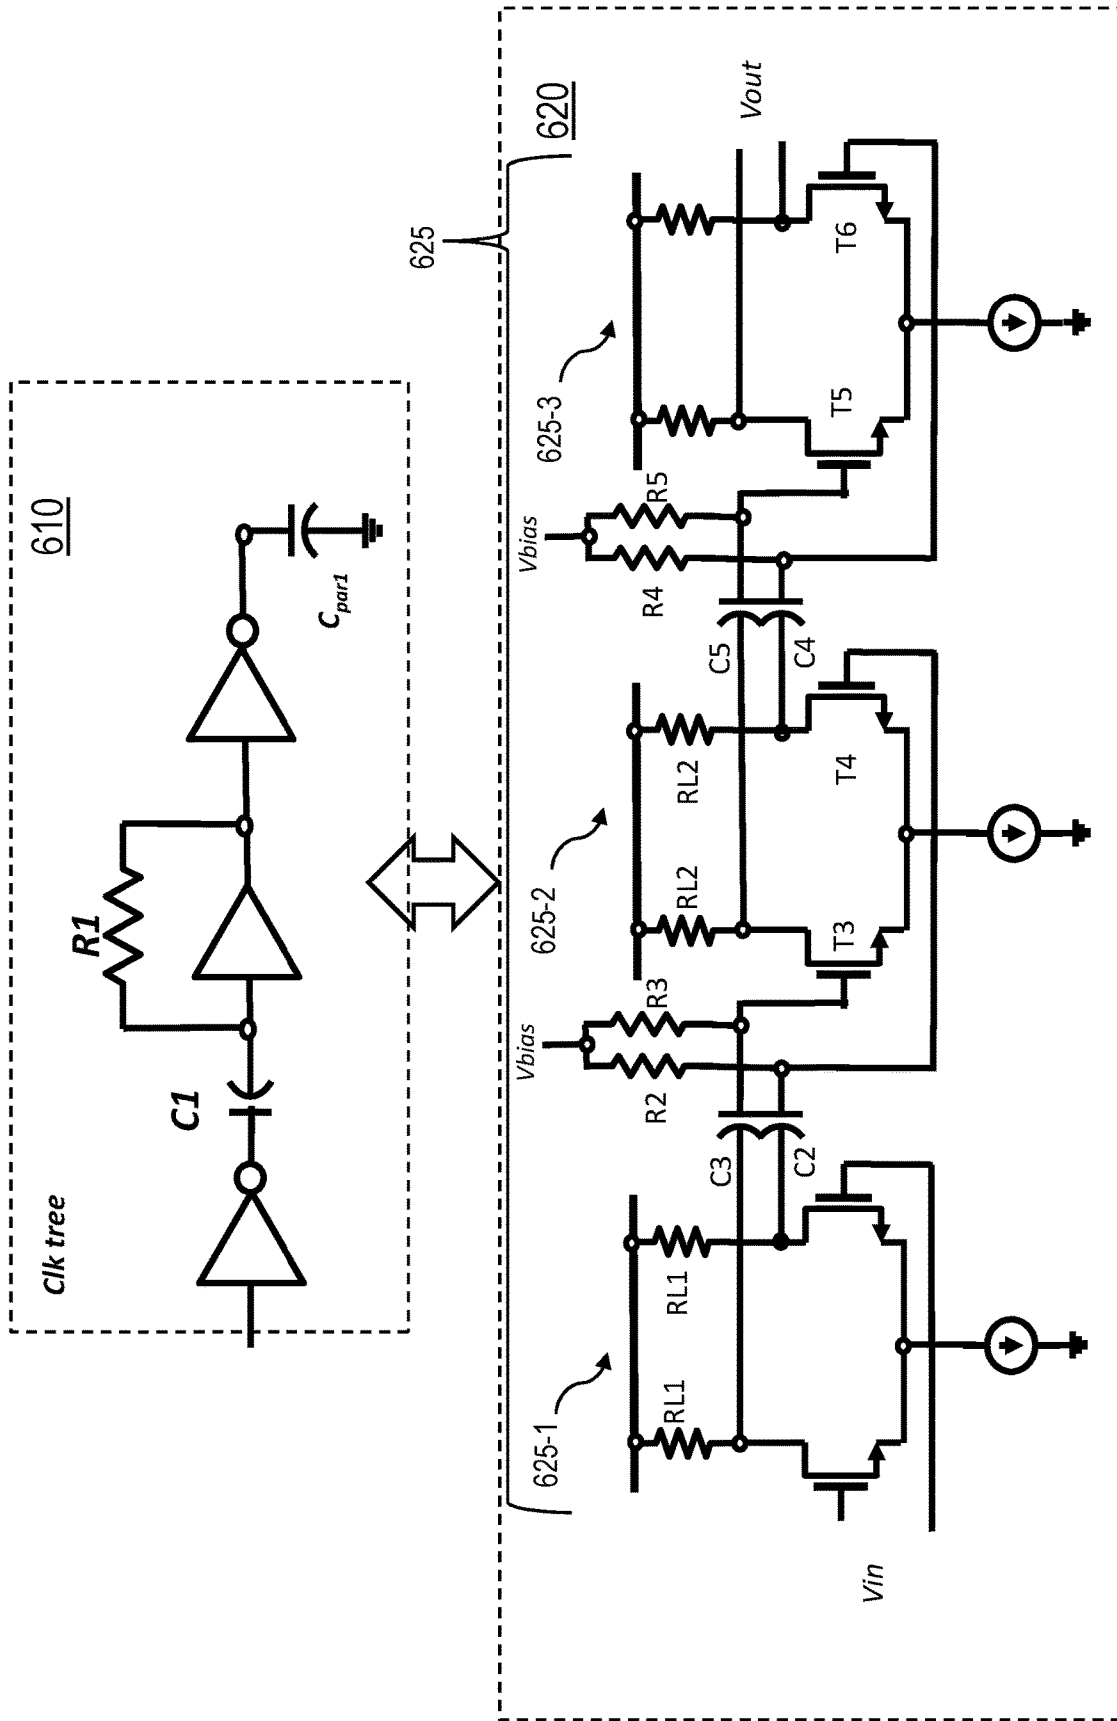 610
Clk tree
C1
R1
Cpar1
620
625
625-1
625-2
625-3
Vbias
Vbias
R2
R3
R4
R5
RL1
RL1
RL2
RL2
C3
C2
C5
C4
Vin
T3
T4
T5
T6
Vout